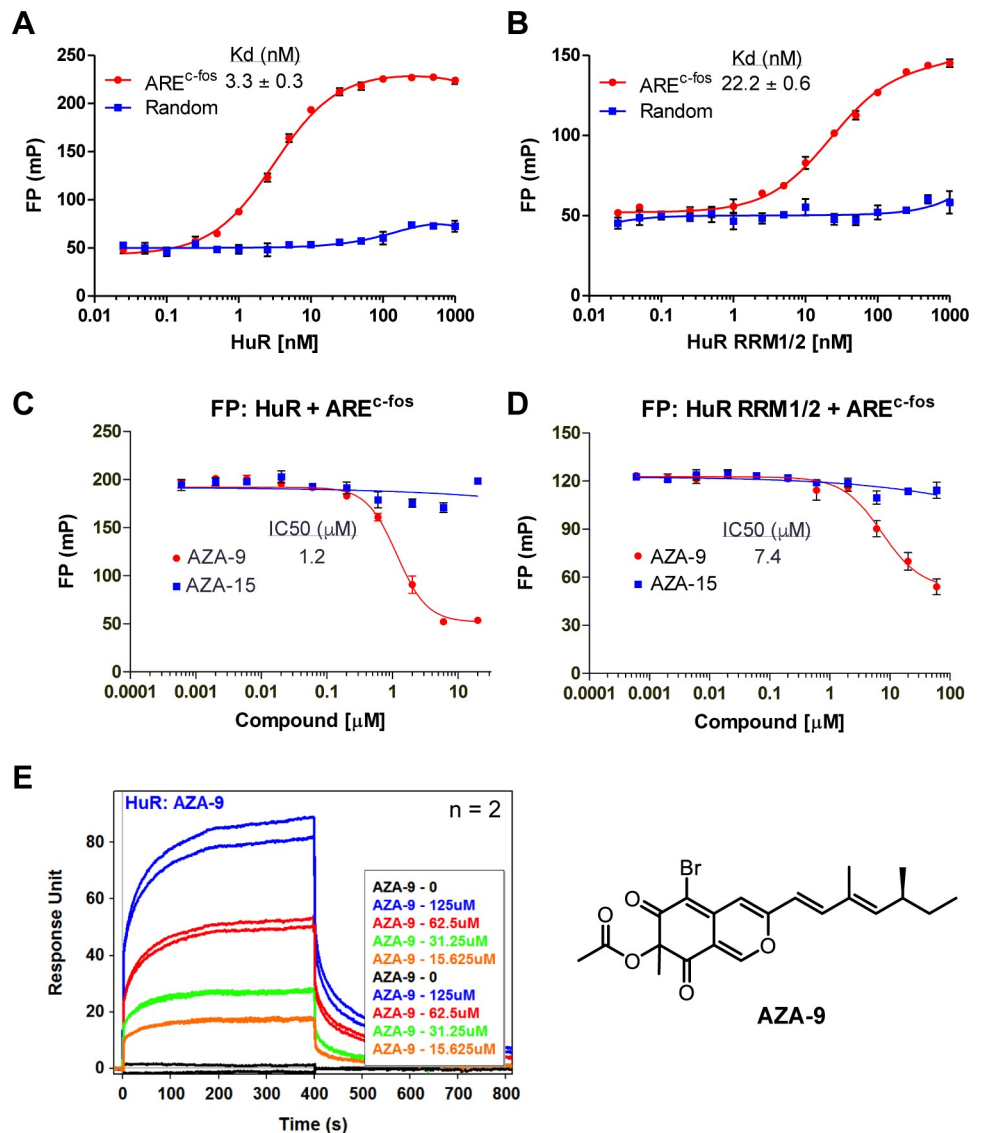 A
Kd (nM)
ARE^c-fos 3.3 ± 0.3
Random
250
200
150
100
50
0
FP (mP)
0.01 0.1 1 10 100 1000
HuR [nM]
B
Kd (nM)
ARE^c-fos 22.2 ± 0.6
Random
150
100
50
0
FP (mP)
0.01 0.1 1 10 100 1000
HuR RRM1/2 [nM]
C
FP: HuR + ARE^c-fos
250
200
150
100
50
0
FP (mP)
IC50 (µM)
AZA-9 1.2
AZA-15
0.0001 0.01 0.1 1 10
Compound [µM]
D
FP: HuR RRM1/2 + ARE^c-fos
150
120
90
60
30
0
FP (mP)
IC50 (µM)
AZA-9 7.4
AZA-15
0.0001 0.001 0.01 0.1 1 10 100
Compound [µM]
E
HuR: AZA-9
n = 2
80
60
40
20
0
Response Unit
AZA-9 - 0
AZA-9 - 125uM
AZA-9 - 62.5uM
AZA-9 - 31.25uM
AZA-9 - 15.625uM
AZA-9 - 0
AZA-9 - 125uM
AZA-9 - 62.5uM
AZA-9 - 31.25uM
AZA-9 - 15.625uM
0 100 200 300 400 500 600 700 800
Time (s)
Br
O
O
O
O
O
AZA-9